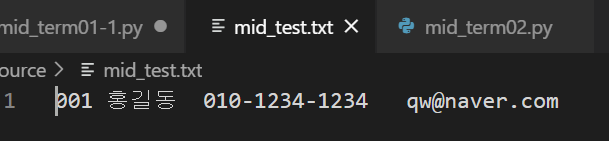 mid_term01-1.py mid_test.txt mid_term02.py
ource > mid_test.txt
1 001 홍길동 010-1234-1234 qw@naver.com